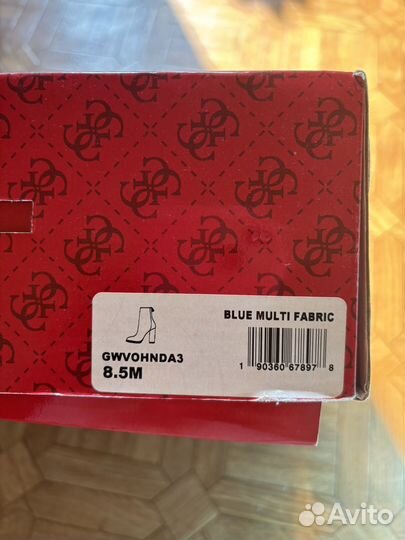 BLUE MULTI FABRIC
GWVOHNDA3
8.5M
1 90360 67897 8
Avito